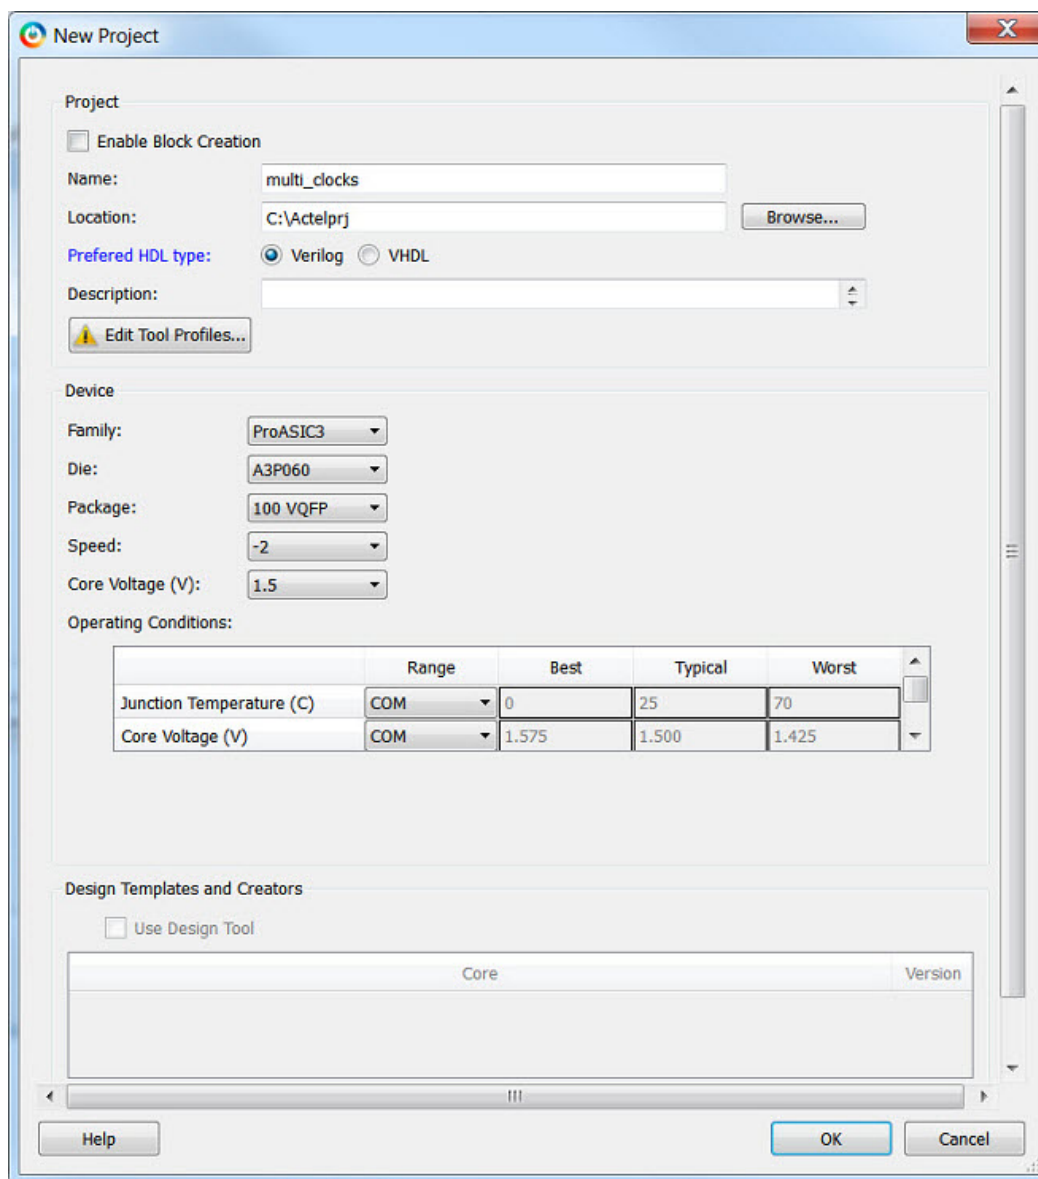 New Project
Project
Enable Block Creation
Name: multi_clocks
Location: C:\Actelprj Browse...
Prefered HDL type: Verilog VHDL
Description:
Edit Tool Profiles...
Device
Family: ProASIC3
Die: A3P060
Package: 100 VQFP
Speed: -2
Core Voltage (V): 1.5
Operating Conditions:
Range Best Typical Worst
Junction Temperature (C) COM 0 25 70
Core Voltage (V) COM 1.575 1.500 1.425
Design Templates and Creators
Use Design Tool
Core Version
Help OK Cancel